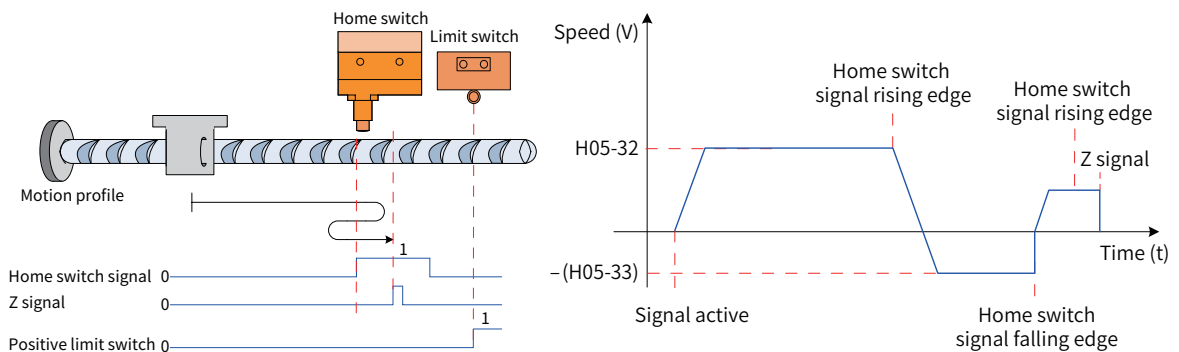 Home switch
Limit switch
Motion profile
1
Home switch signal 0
Z signal 0
1
Positive limit switch 0
Speed (V)
Home switch
signal rising edge
Home switch
signal rising edge
H05-32
Z signal
Time (t)
–(H05-33)
Signal active
Home switch
signal falling edge